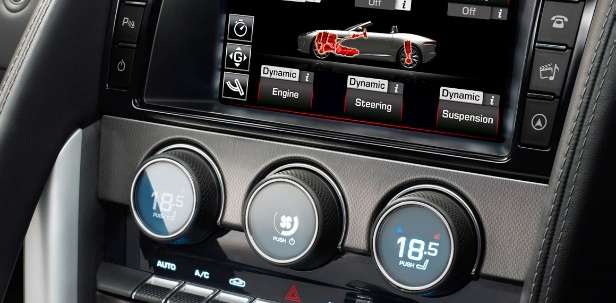 Off
Off
i
i
P
G
Dynamic i
Dynamic i
Dynamic i
Engine
Steering
Suspension
18.5
PUSH
PUSH
18.5
PUSH
AUTO
A/C